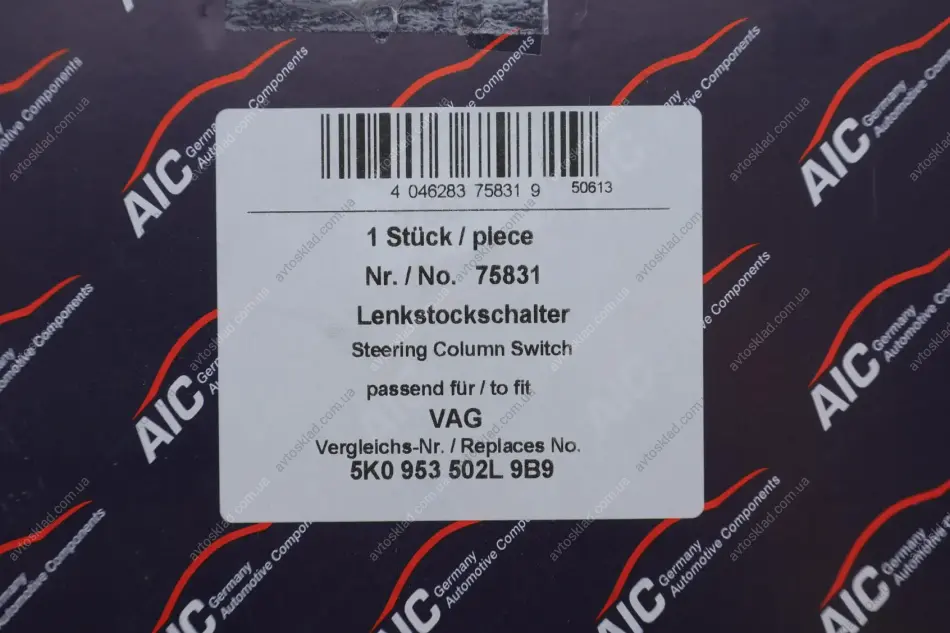 4 046283 75831 9 50613
1 Stück / piece
Nr. / No. 75831
Lenkstockschalter
Steering Column Switch
passend für / to fit
VAG
Vergleichs-Nr. / Replaces No.
5K0 953 502L 9B9
AIC Germany
Automotive Components
avtosklad.com.ua